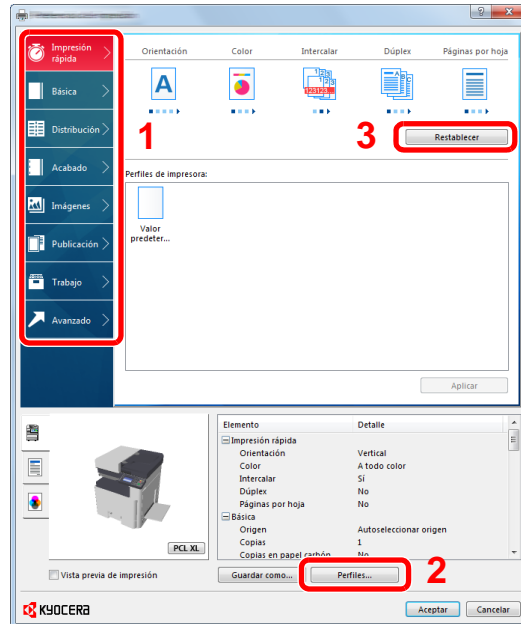 Impresión rápida
Básica
Distribución
Acabado
Imágenes
Publicación
Trabajo
Avanzado
1
Orientación Color Intercalar Dúplex Páginas por hoja
A 123 123123 A B C
3 Restablecer
Perfiles de impresora:
Valor
predeter...
Aplicar
Elemento Detalle
Impresión rápida
Orientación Vertical
Color A todo color
Intercalar Sí
Dúplex No
Páginas por hoja No
Básica
Origen Autoseleccionar origen
Copias 1
Copias en papel carbón No
PCL XL
Vista previa de impresión
Guardar como... Perfiles... 2
KYOCERA
Aceptar Cancelar